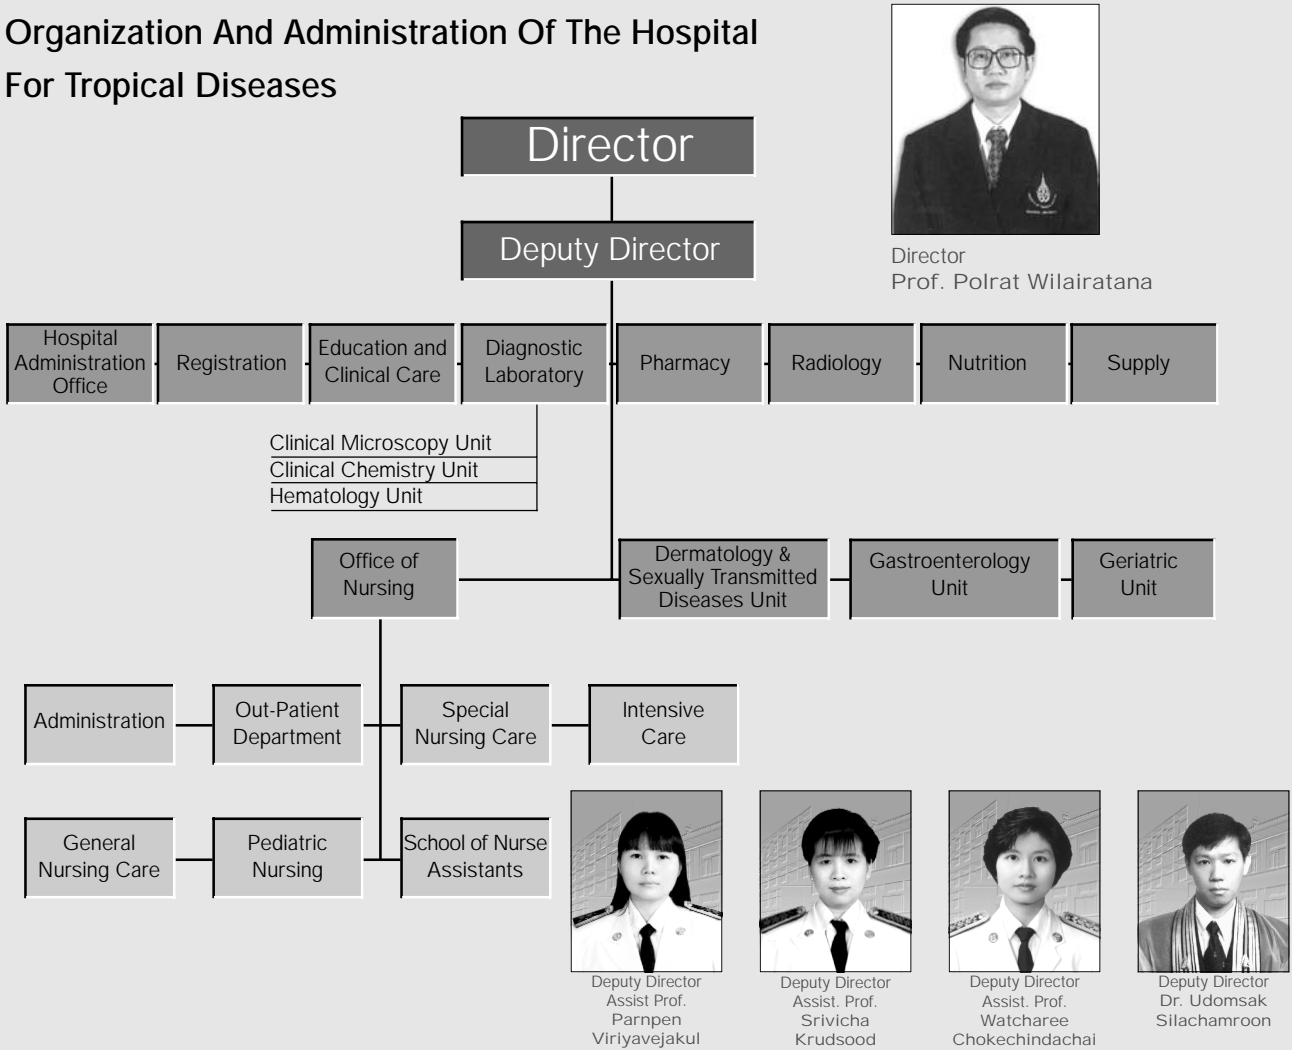 Organization And Administration Of The Hospital
For Tropical Diseases
Director
Deputy Director
Director
Prof. Polrat Wilairatana
Hospital
Administration
Office
Registration
Education and
Clinical Care
Diagnostic
Laboratory
Pharmacy
Radiology
Nutrition
Supply
Clinical Microscopy Unit
Clinical Chemistry Unit
Hematology Unit
Office of
Nursing
Dermatology &
Sexually Transmitted
Diseases Unit
Gastroenterology
Unit
Geriatric
Unit
Administration
Out-Patient
Department
Special
Nursing Care
Intensive
Care
General
Nursing Care
Pediatric
Nursing
School of Nurse
Assistants
Deputy Director
Assist Prof.
Parnpen
Viriyavejakul
Deputy Director
Assist. Prof.
Srivicha
Krudsood
Deputy Director
Assist. Prof.
Watcharee
Chokechindachai
Deputy Director
Dr. Udomsak
Silachamroon